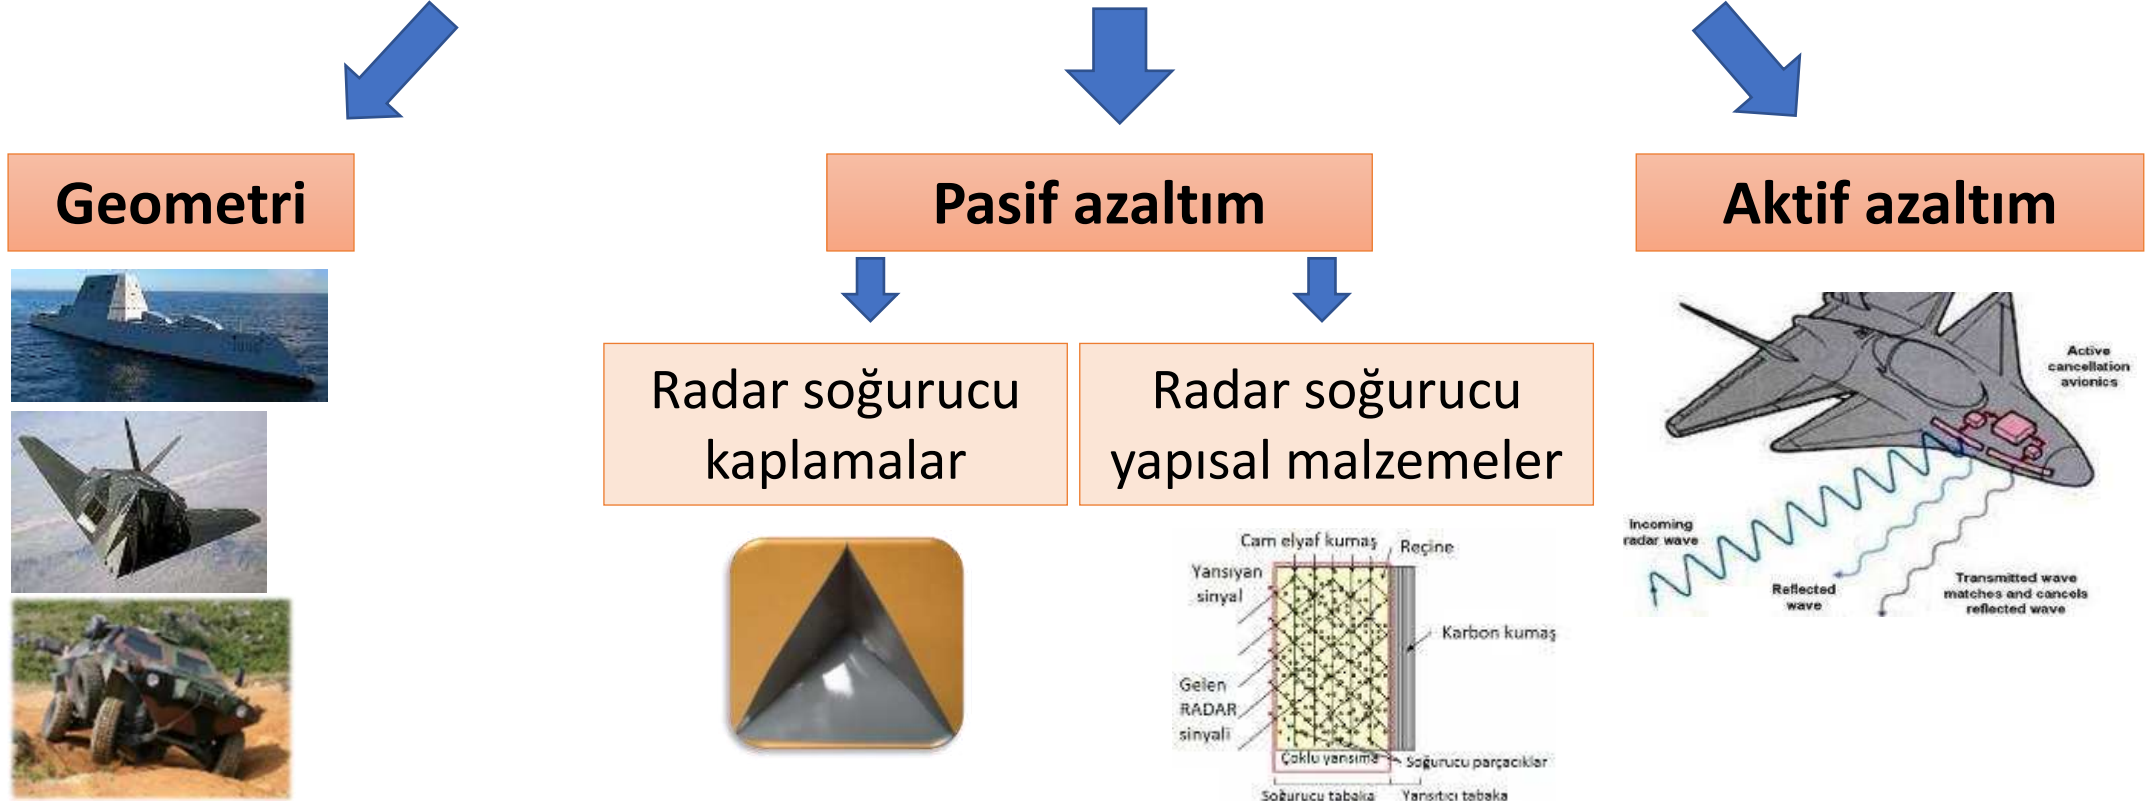 Geometri
Pasif azaltım
Aktif azaltım
Radar soğurucu
kaplamalar
Radar soğurucu
yapısal malzemeler
Cam elyaf kumaş
Reçine
Yansıyan
sinyal
Karbon kumaş
Gelen
RADAR
sinyali
Çoklu yansıma
Soğurucu parçacıklar
Soğurucu tabaka
Yansıtıcı tabaka
Active
cancellation
avionics
Incoming
radar wave
Reflected
wave
Transmitted wave
matches and cancels
reflected wave